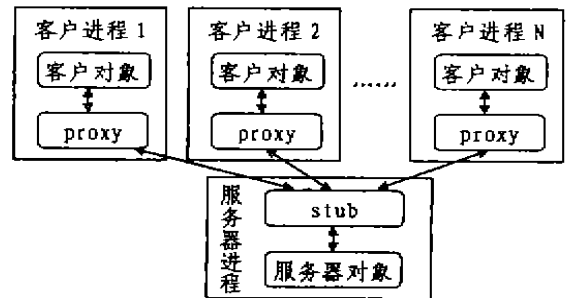 客户进程 1
客户对象
proxy
客户进程 2
客户对象
proxy
......
客户进程 N
客户对象
proxy
服务器进程
stub
服务器对象